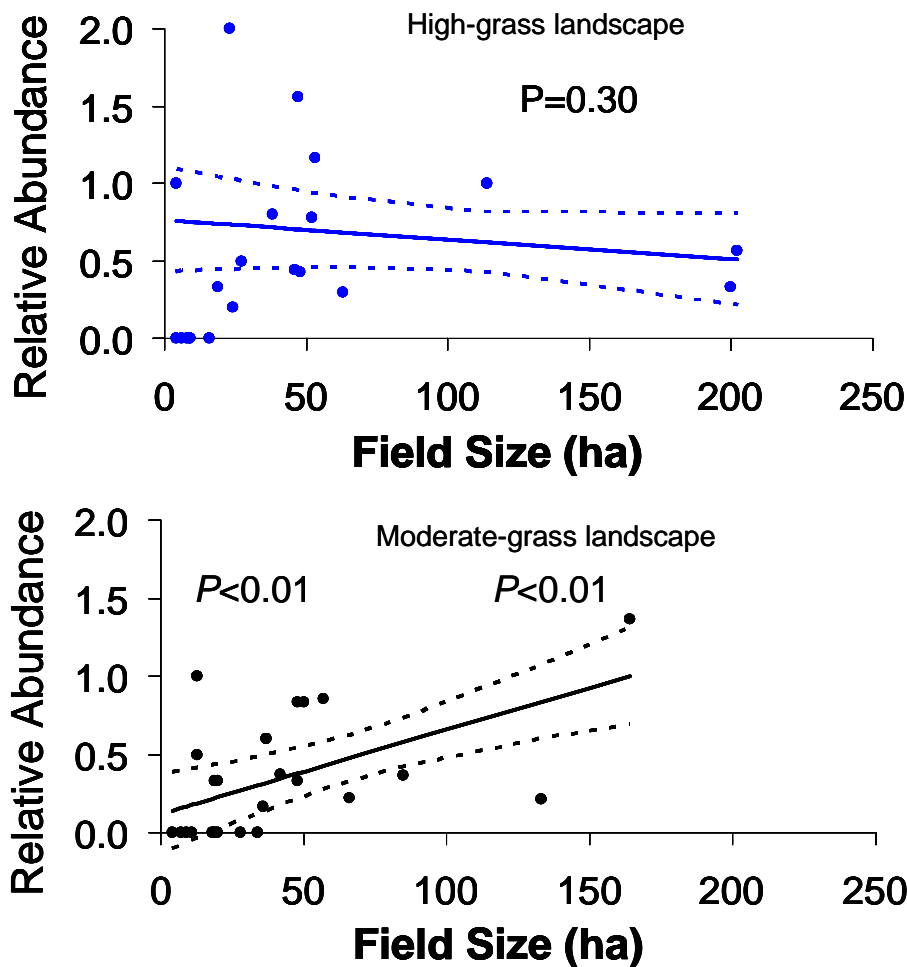 High-grass landscape
P=0.30
Relative Abundance
2.0
1.5
1.0
0.5
0.0
0 50 100 150 200 250
Field Size (ha)
Moderate-grass landscape
P<0.01 P<0.01
Relative Abundance
2.0
1.5
1.0
0.5
0.0
0 50 100 150 200 250
Field Size (ha)